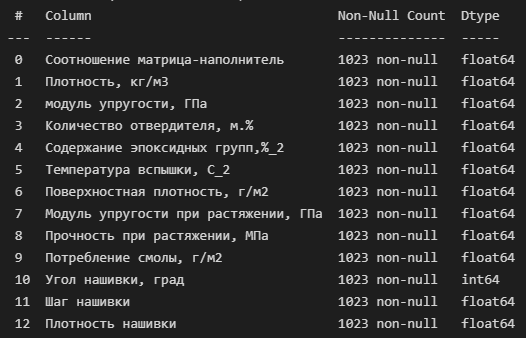 #   Column                                Non-Null Count  Dtype
---  ------                                --------------  -----
0   Соотношение матрица-наполнитель       1023 non-null   float64
1   Плотность, кг/м3                      1023 non-null   float64
2   модуль упругости, ГПа                 1023 non-null   float64
3   Количество отвердителя, м.%           1023 non-null   float64
4   Содержание эпоксидных групп,%_2       1023 non-null   float64
5   Температура вспышки, С_2              1023 non-null   float64
6   Поверхностная плотность, г/м2         1023 non-null   float64
7   Модуль упругости при растяжении, ГПа  1023 non-null   float64
8   Прочность при растяжении, МПа         1023 non-null   float64
9   Потребление смолы, г/м2               1023 non-null   float64
10  Угол нашивки, град                    1023 non-null   int64
11  Шаг нашивки                           1023 non-null   float64
12  Плотность нашивки                     1023 non-null   float64